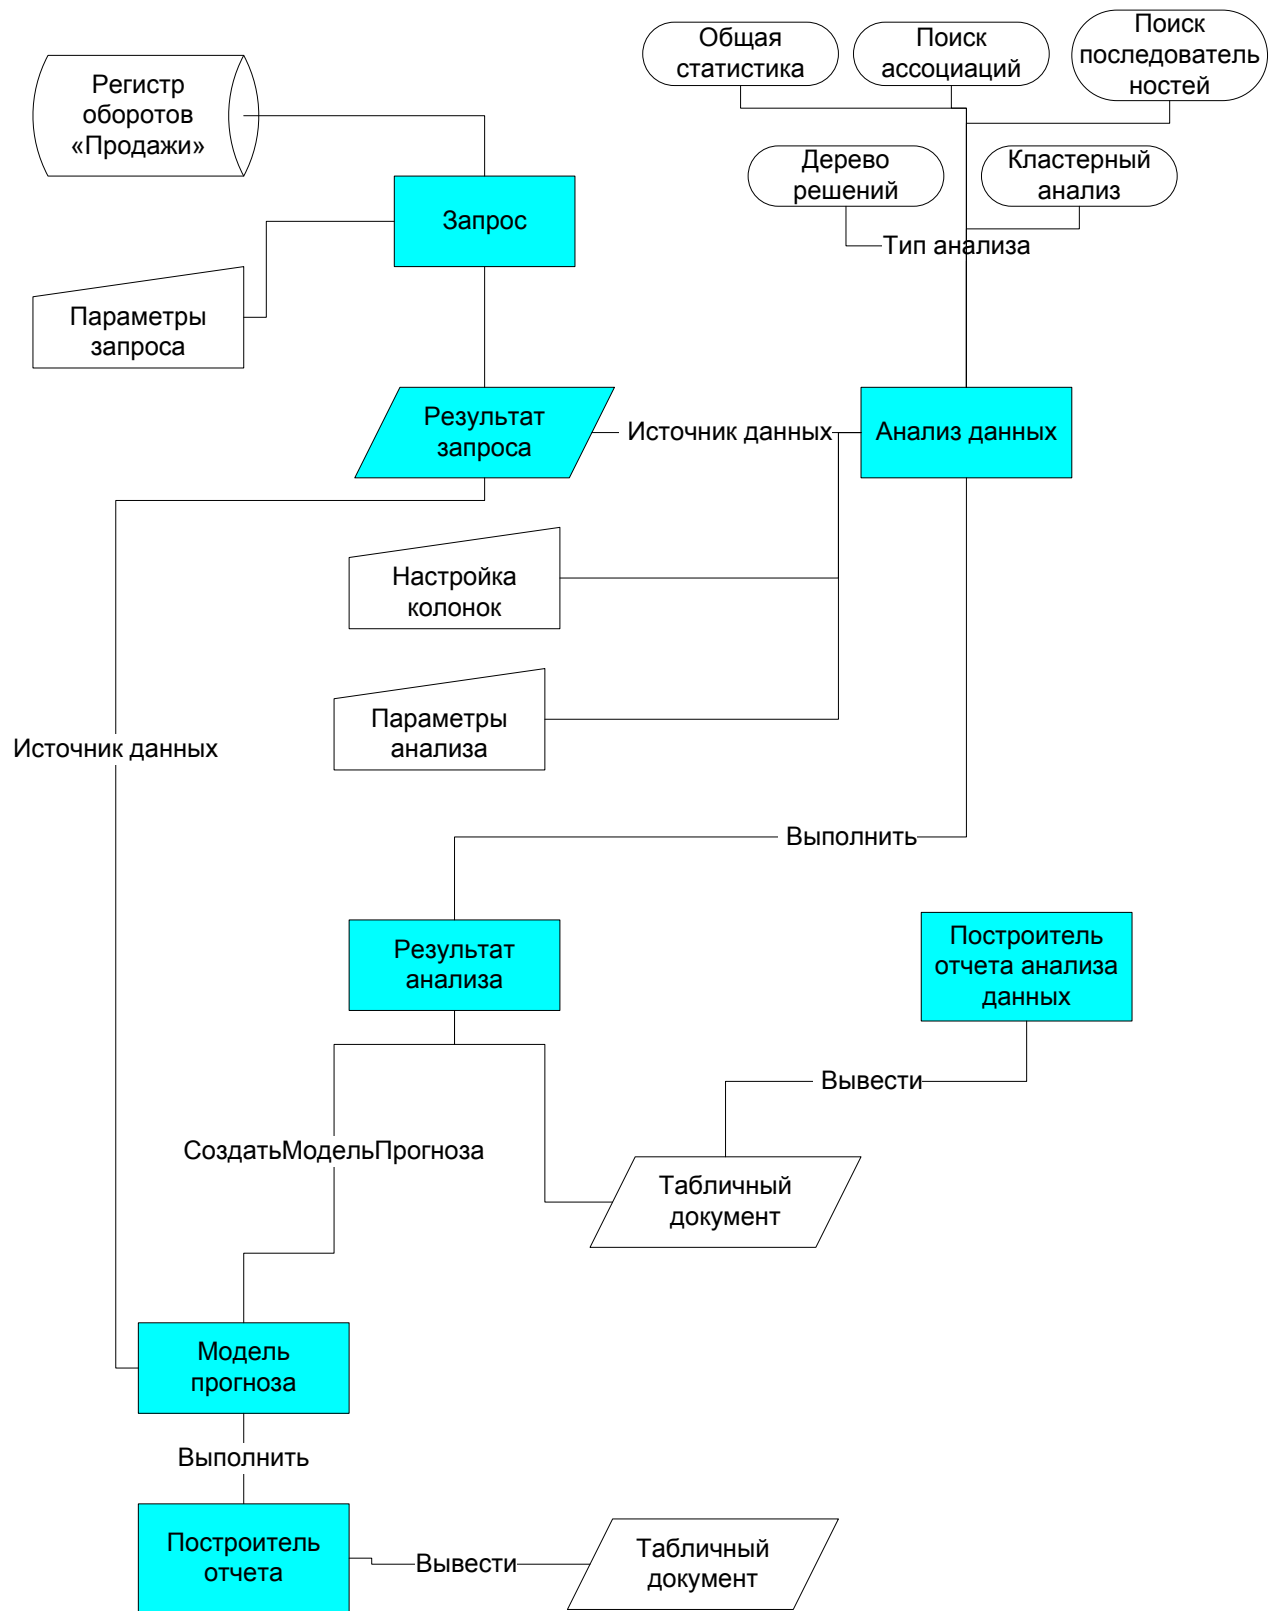 Общая
статистика
Поиск
ассоциаций
Поиск
последователь
ностей
Регистр
оборотов
«Продажи»
Дерево
решений
Кластерный
анализ
Запрос
Тип анализа
Параметры
запроса
Результат
запроса
Источник данных
Анализ данных
Настройка
колонок
Параметры
анализа
Источник данных
Выполнить
Результат
анализа
Построитель
отчета анализа
данных
Вывести
СоздатьМодельПрогноза
Табличный
документ
Модель
прогноза
Выполнить
Построитель
отчета
Вывести
Табличный
документ